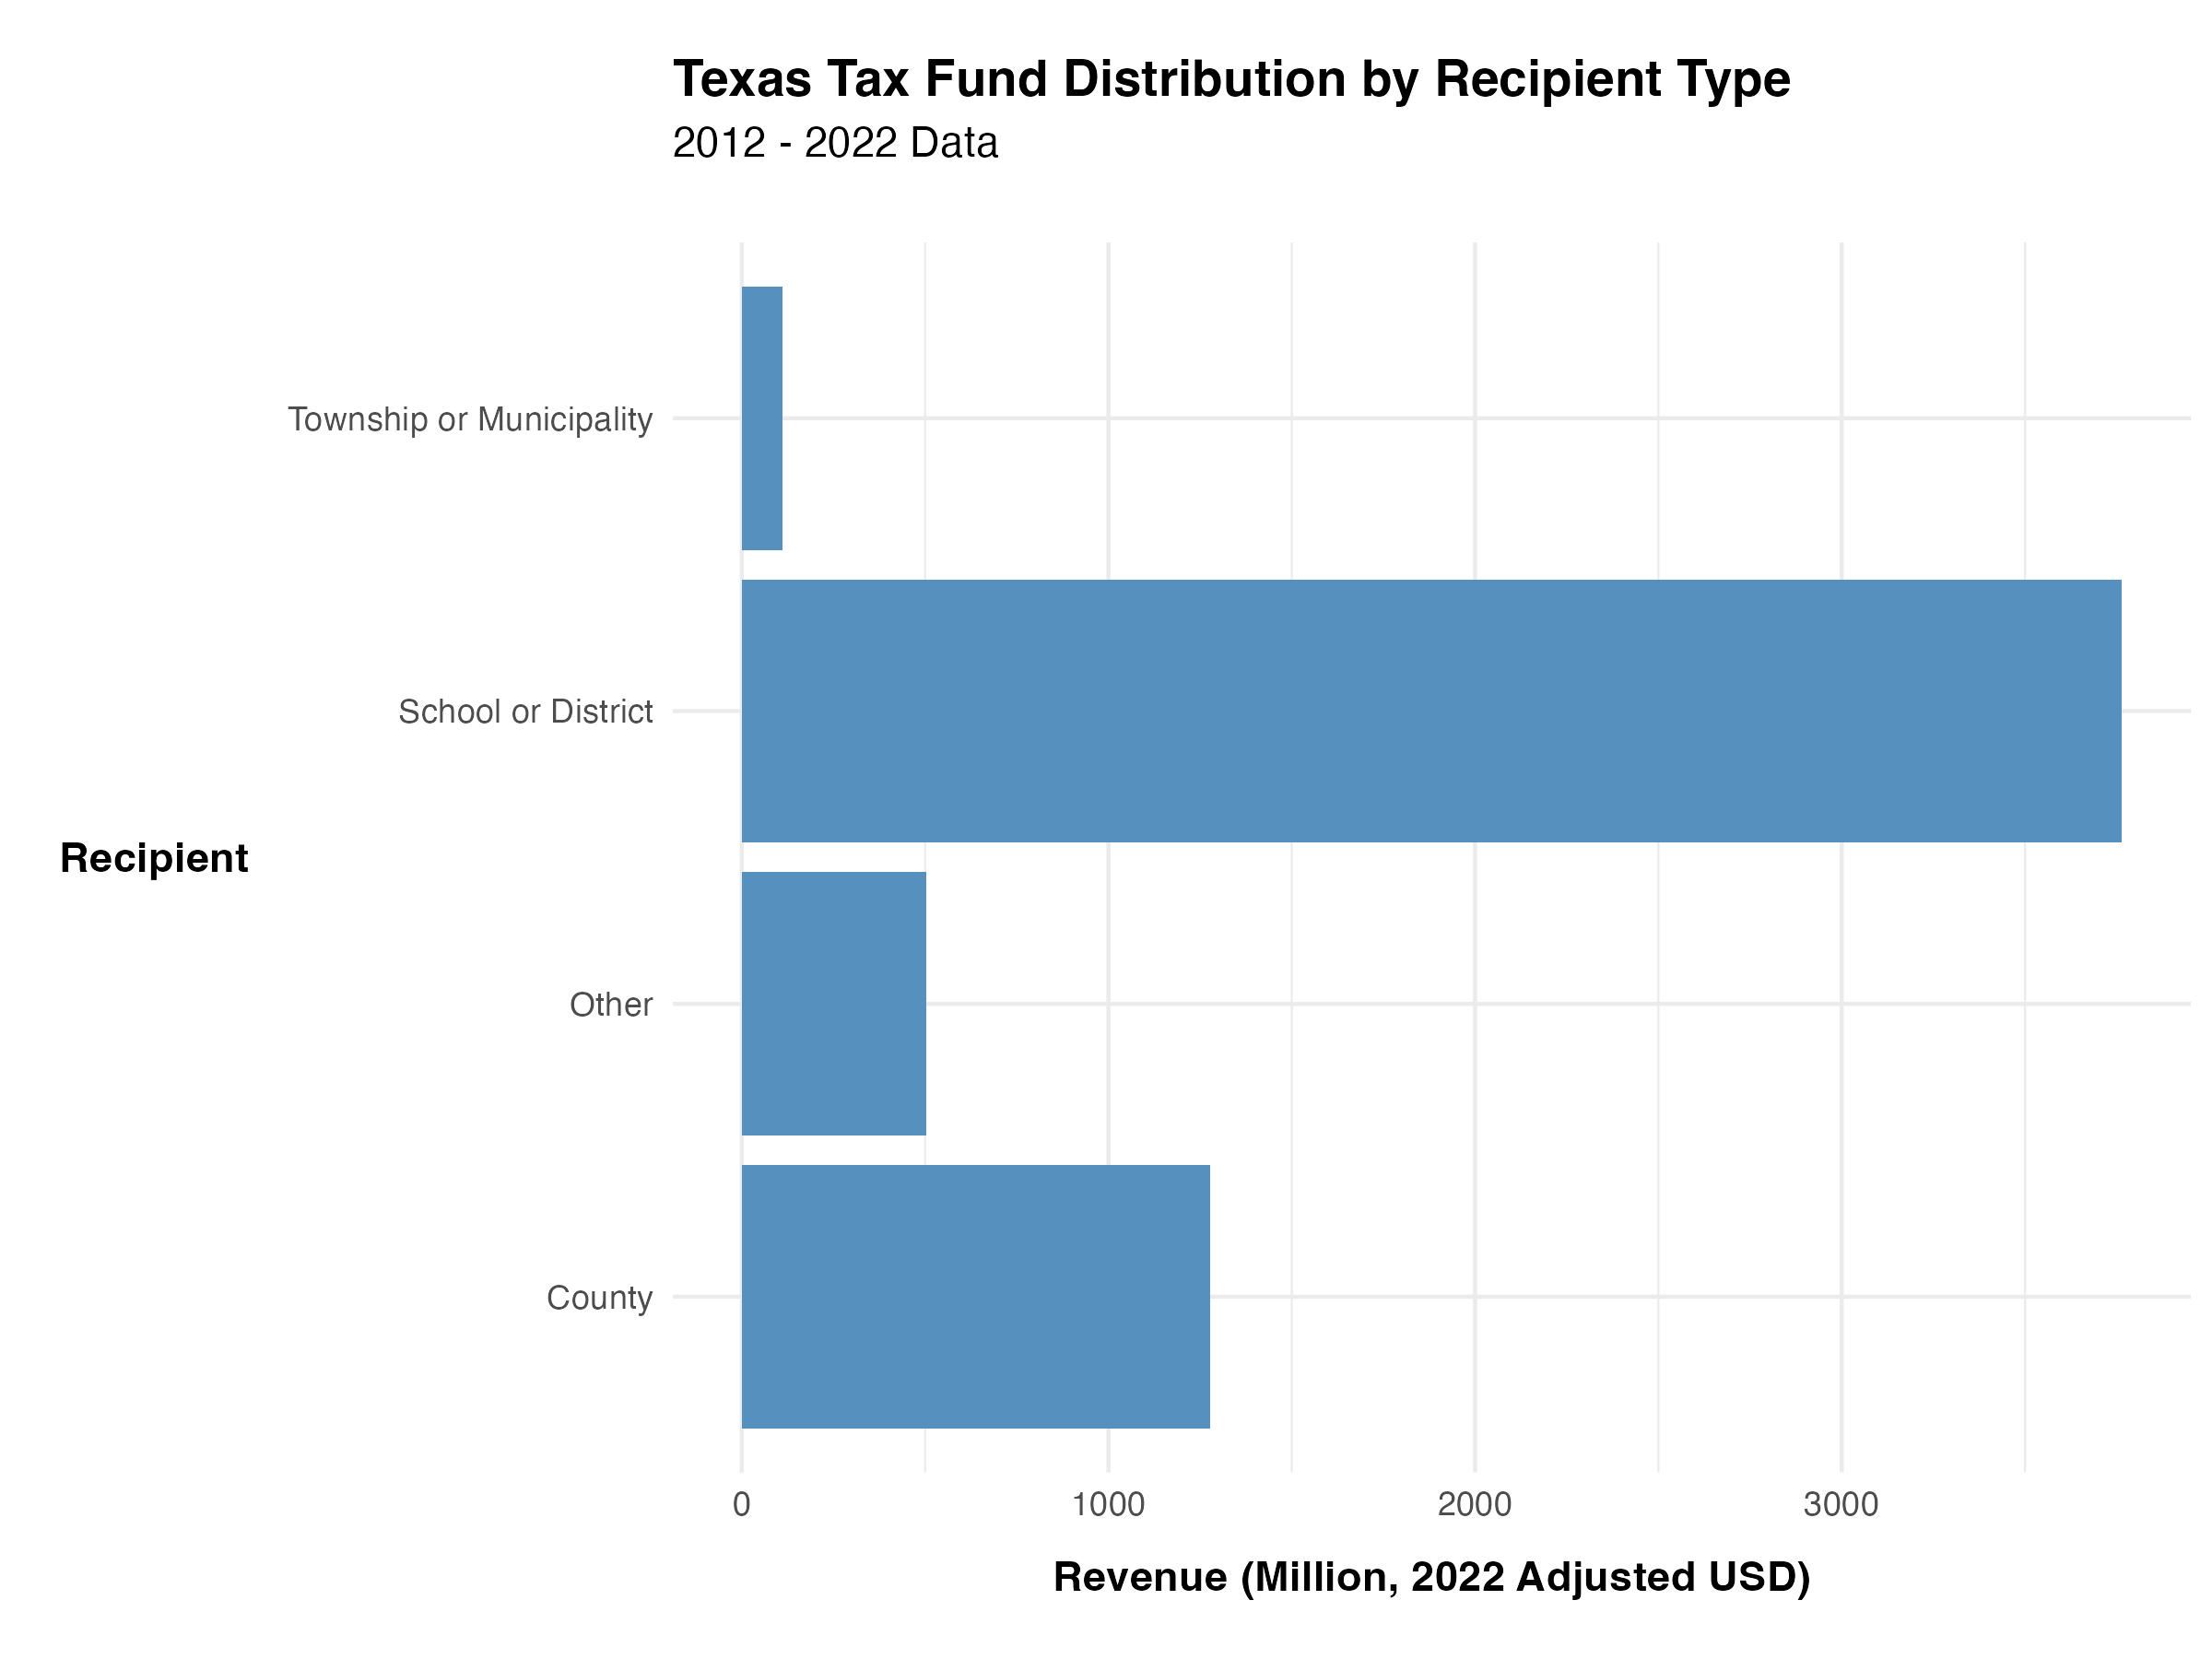 Texas Tax Fund Distribution by Recipient Type
2012 - 2022 Data
Township or Municipality
School or District
Recipient
Other
County
0 1000 2000 3000
Revenue (Million, 2022 Adjusted USD)